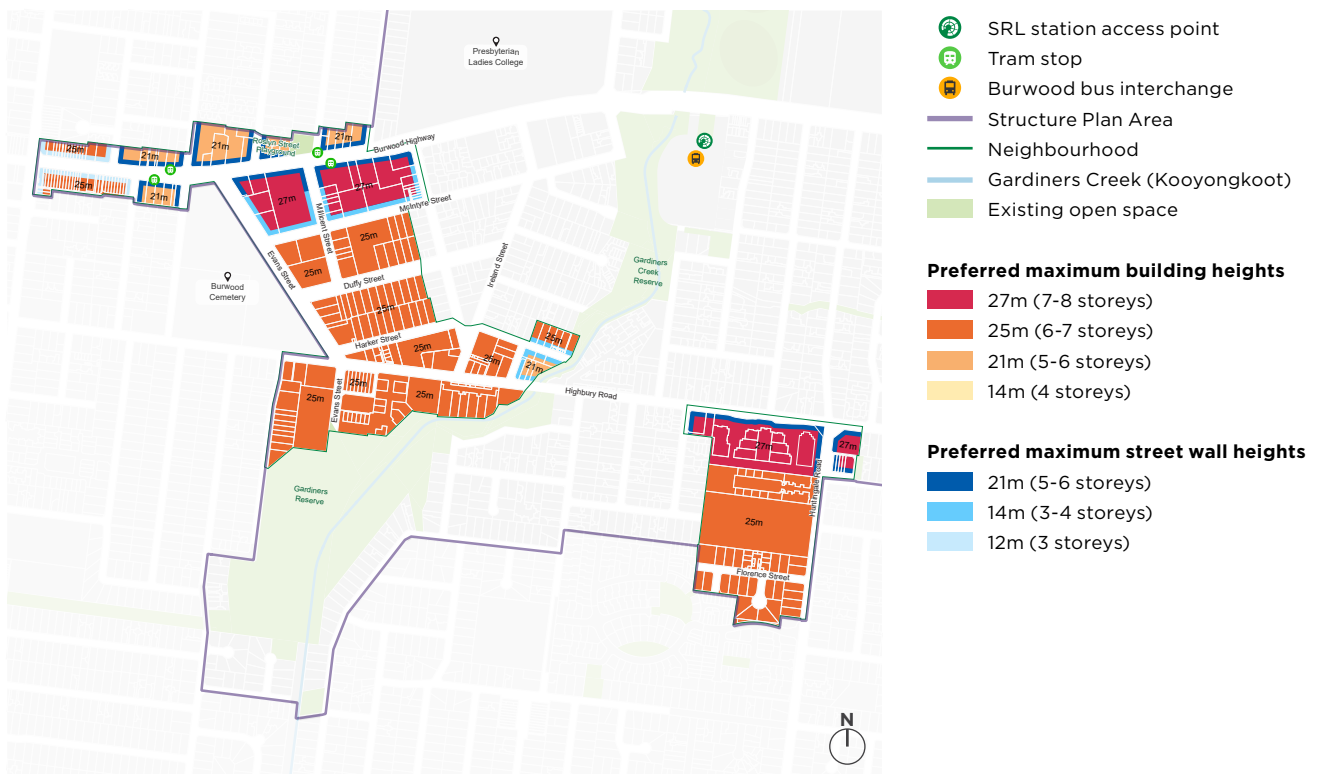 SRL station access point
Tram stop
Burwood bus interchange
Structure Plan Area
Neighbourhood
Gardiners Creek (Kooyongkoot)
Existing open space
Preferred maximum building heights
27m (7-8 storeys)
25m (6-7 storeys)
21m (5-6 storeys)
14m (4 storeys)
Preferred maximum street wall heights
21m (5-6 storeys)
14m (3-4 storeys)
12m (3 storeys)
Presbyterian
Ladies College
Burwood Highway
Roslyn Street
Playground
21m
21m
21m
25m
25m
21m
27m
27m
McIntyre Street
Millicent Street
25m
25m
Evans Street
Duffy Street
Ireland Street
Gardiners
Creek
Reserve
Burwood
Cemetery
25m
Harker Street
25m
25m
25m
21m
25m
25m
25m
Evans Street
Highbury Road
27m
27m
Huntingdale Road
25m
Florence Street
Gardiners
Reserve
N